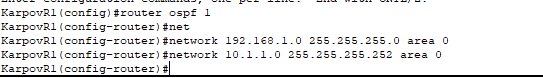 KarpovR1(config)#router ospf 1
KarpovR1(config-router)#net
KarpovR1(config-router)#network 192.168.1.0 255.255.255.0 area 0
KarpovR1(config-router)#network 10.1.1.0 255.255.255.252 area 0
KarpovR1(config-router)#